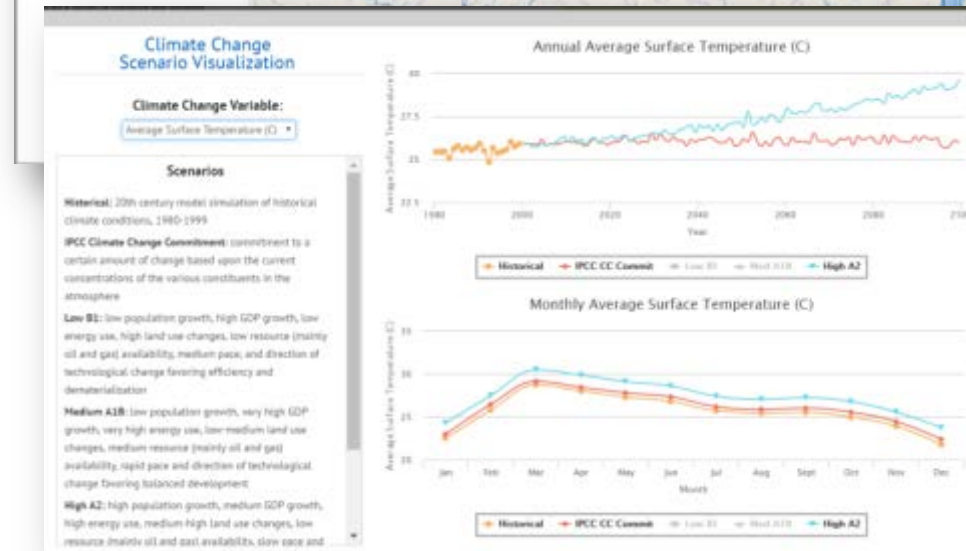 Climate Change
Scenario Visualization
Climate Change Variable:
Average Surface Temperature (C)
Scenarios
Historical: 20th century model simulation of historical
climate conditions, 1980-1999
IPCC Climate Change Commitment: commitment to a
certain amount of change based upon the current
concentrations of the various constituents in the
atmosphere
Low B1: low population growth, high GDP growth, low
energy use, high land use changes, low resource (mainly
oil and gas) availability, medium pace, and direction of
technological change favoring efficiency and
dematerialization
Medium A1B: low population growth, very high GDP
growth, very high energy use, low-medium land use
changes, medium resource (mainly oil and gas)
availability, rapid pace and direction of technological
change favoring balanced development
High A2: high population growth, medium GDP growth,
high energy use, medium-high land use changes, low
resource (mainly oil and gas) availability, slow pace and
Annual Average Surface Temperature (C)
Average Surface Temperature (C)
30
27.5
25
22.5
1980 2000 2020 2040 2060 2080
Year
Historical IPCC CC Commit Low B1 Med A1B High A2
Monthly Average Surface Temperature (C)
Average Surface Temperature (C)
35
30
25
20
Jan Feb Mar Apr May Jun Jul Aug Sept Oct Nov Dec
Month
Historical IPCC CC Commit Low B1 Med A1B High A2